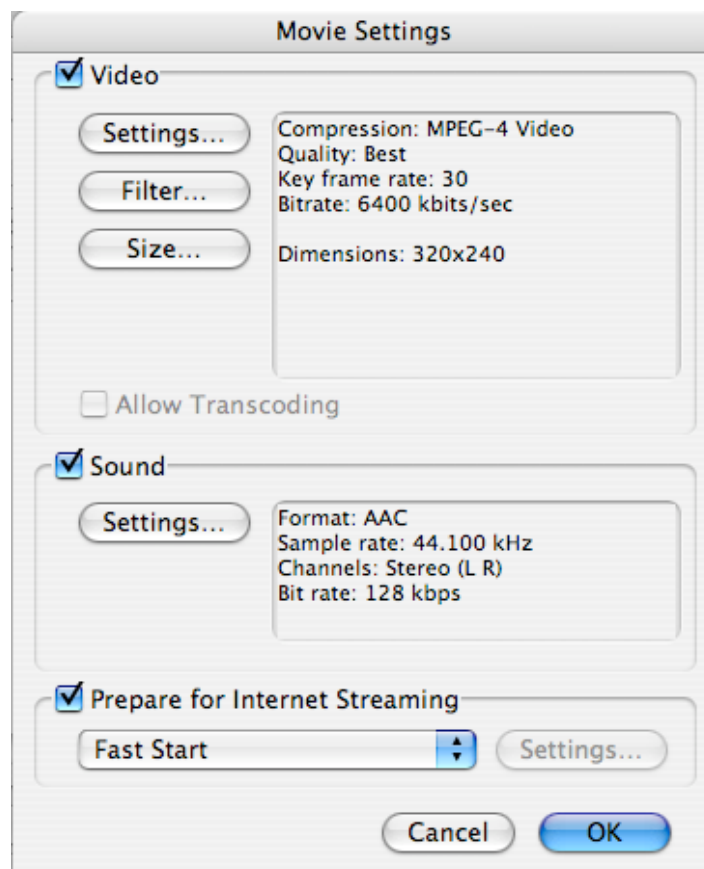 Movie Settings
Video
Settings...
Compression: MPEG-4 Video
Quality: Best
Filter...
Key frame rate: 30
Bitrate: 6400 kbits/sec
Size...
Dimensions: 320x240
Allow Transcoding
Sound
Settings...
Format: AAC
Sample rate: 44.100 kHz
Channels: Stereo (L R)
Bit rate: 128 kbps
Prepare for Internet Streaming
Fast Start
Settings...
Cancel
OK